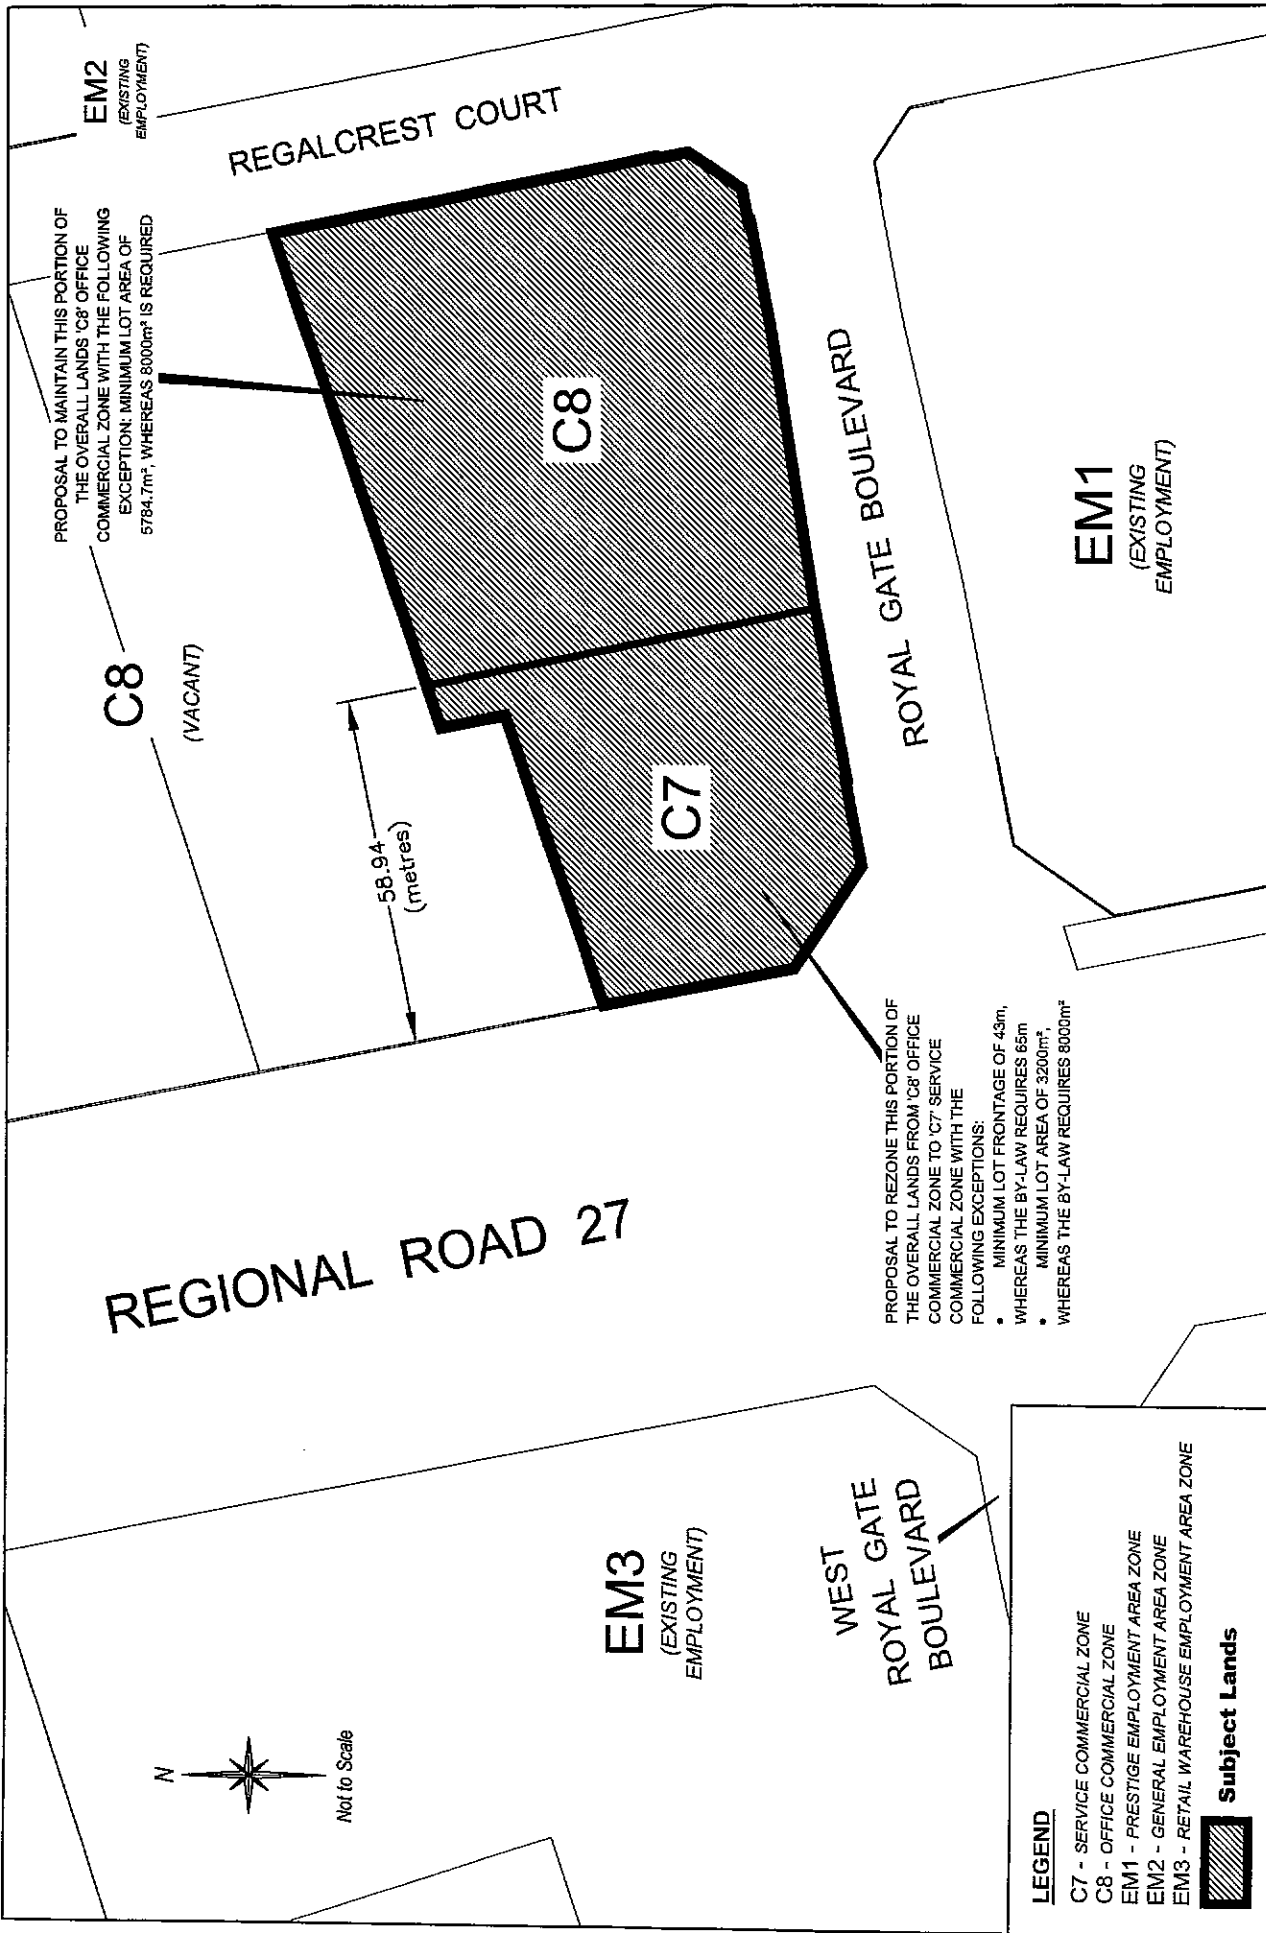 EM2
(EXISTING
EMPLOYMENT)
REGALCREST COURT
PROPOSAL TO MAINTAIN THIS PORTION OF
THE OVERALL LANDS 'C8' OFFICE
COMMERCIAL ZONE WITH THE FOLLOWING
EXCEPTION: MINIMUM LOT AREA OF
5784.7m², WHEREAS 8000m² IS REQUIRED
C8
(VACANT)
58.94
(metres)
C8
C7
ROYAL GATE BOULEVARD
EM1
(EXISTING
EMPLOYMENT)
REGIONAL ROAD 27
PROPOSAL TO REZONE THIS PORTION OF
THE OVERALL LANDS FROM 'C8' OFFICE
COMMERCIAL ZONE TO 'C7' SERVICE
COMMERCIAL ZONE WITH THE
FOLLOWING EXCEPTIONS:
• MINIMUM LOT FRONTAGE OF 43m,
WHEREAS THE BY-LAW REQUIRES 65m
• MINIMUM LOT AREA OF 3200m²,
WHEREAS THE BY-LAW REQUIRES 8000m²
EM3
(EXISTING
EMPLOYMENT)
WEST
ROYAL GATE
BOULEVARD
N
Not to Scale
LEGEND
C7 - SERVICE COMMERCIAL ZONE
C8 - OFFICE COMMERCIAL ZONE
EM1 - PRESTIGE EMPLOYMENT AREA ZONE
EM2 - GENERAL EMPLOYMENT AREA ZONE
EM3 - RETAIL WAREHOUSE EMPLOYMENT AREA ZONE
Subject Lands